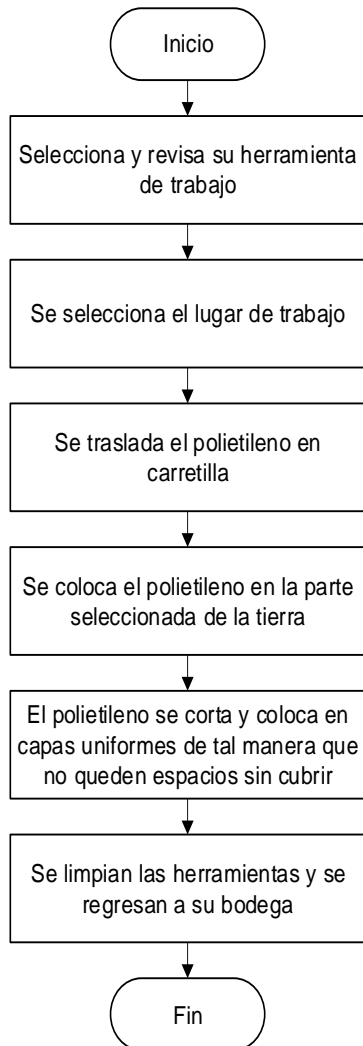 Inicio
Selecciona y revisa su herramienta
de trabajo
Se selecciona el lugar de trabajo
Se traslada el polietileno en
carretilla
Se coloca el polietileno en la parte
seleccionada de la tierra
El polietileno se corta y coloca en
capas uniformes de tal manera que
no queden espacios sin cubrir
Se limpian las herramientas y se
regresan a su bodega
Fin